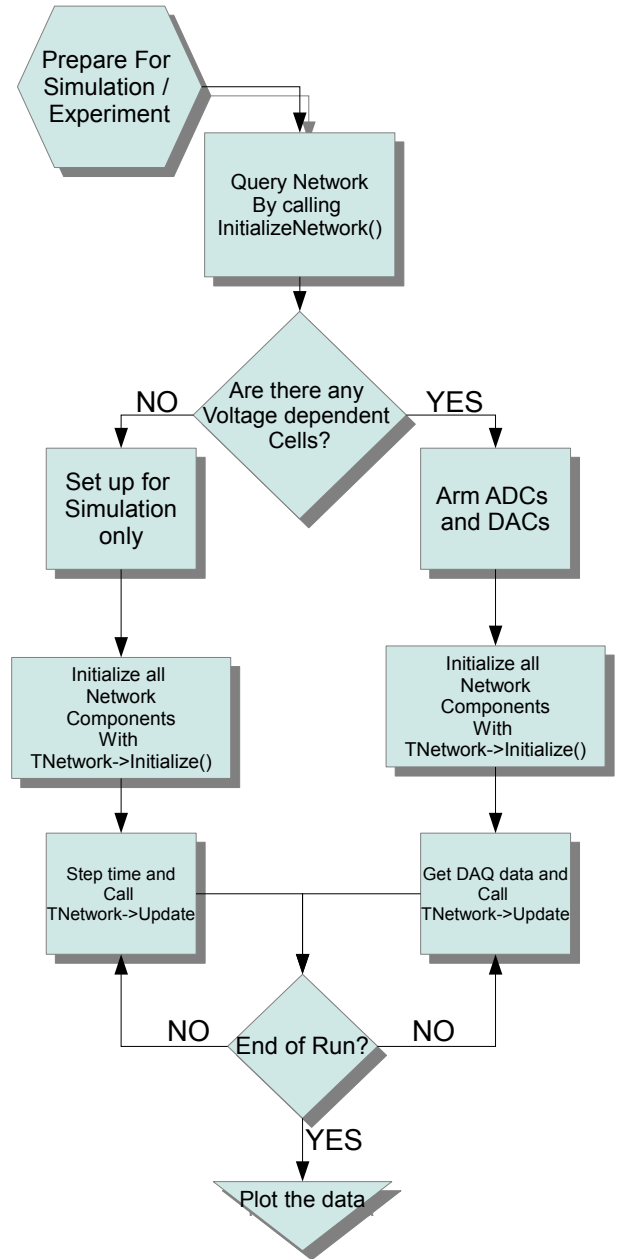 Prepare For
Simulation /
Experiment
Query Network
By calling
InitializeNetwork()
Are there any
Voltage dependent
Cells?
NO
YES
Set up for
Simulation
only
Arm ADCs
and DACs
Initialize all
Network
Components
With
TNetwork->Initialize()
Initialize all
Network
Components
With
TNetwork->Initialize()
Step time and
Call
TNetwork->Update
Get DAQ data and
Call
TNetwork->Update
NO
End of Run?
NO
YES
Plot the data